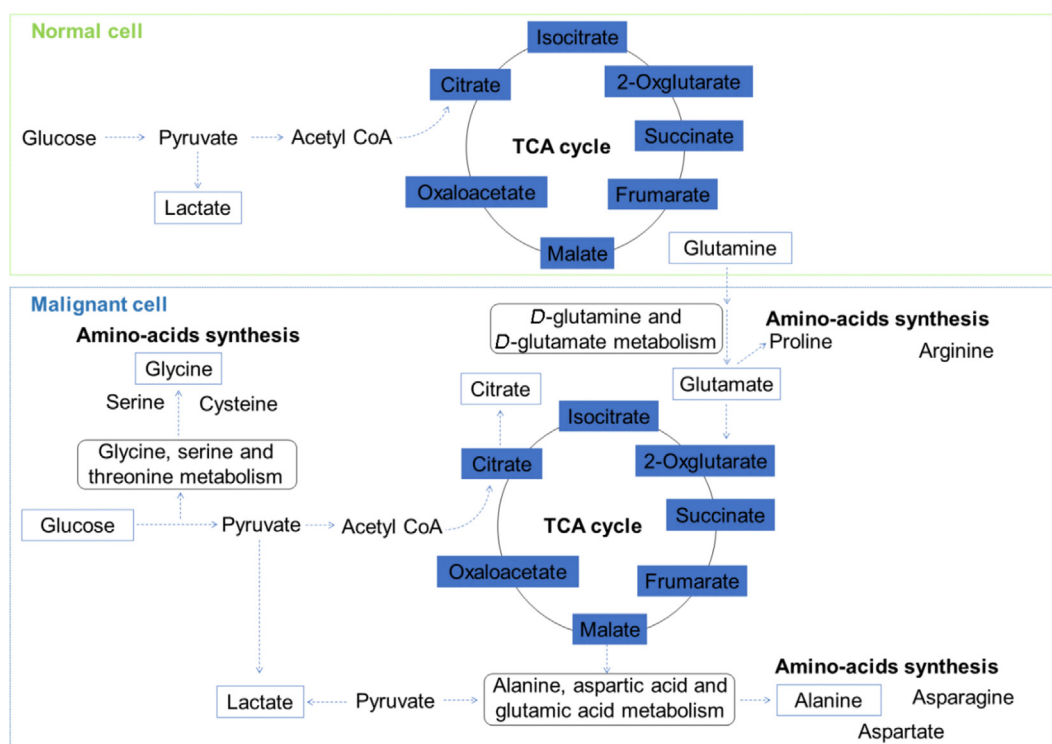 Normal cell
Isocitrate
Citrate
2-Oxglutarate
Glucose
Pyruvate
Acetyl CoA
TCA cycle
Succinate
Lactate
Oxaloacetate
Frumarate
Malate
Glutamine
Malignant cell
Amino-acids synthesis
Glycine
Serine
Cysteine
Glycine, serine and
threonine metabolism
D-glutamine and
D-glutamate metabolism
Amino-acids synthesis
Proline
Arginine
Glutamate
Citrate
Isocitrate
Citrate
2-Oxglutarate
Glucose
Pyruvate
Acetyl CoA
TCA cycle
Succinate
Oxaloacetate
Frumarate
Malate
Lactate
Pyruvate
Alanine, aspartic acid and
glutamic acid metabolism
Amino-acids synthesis
Alanine
Asparagine
Aspartate